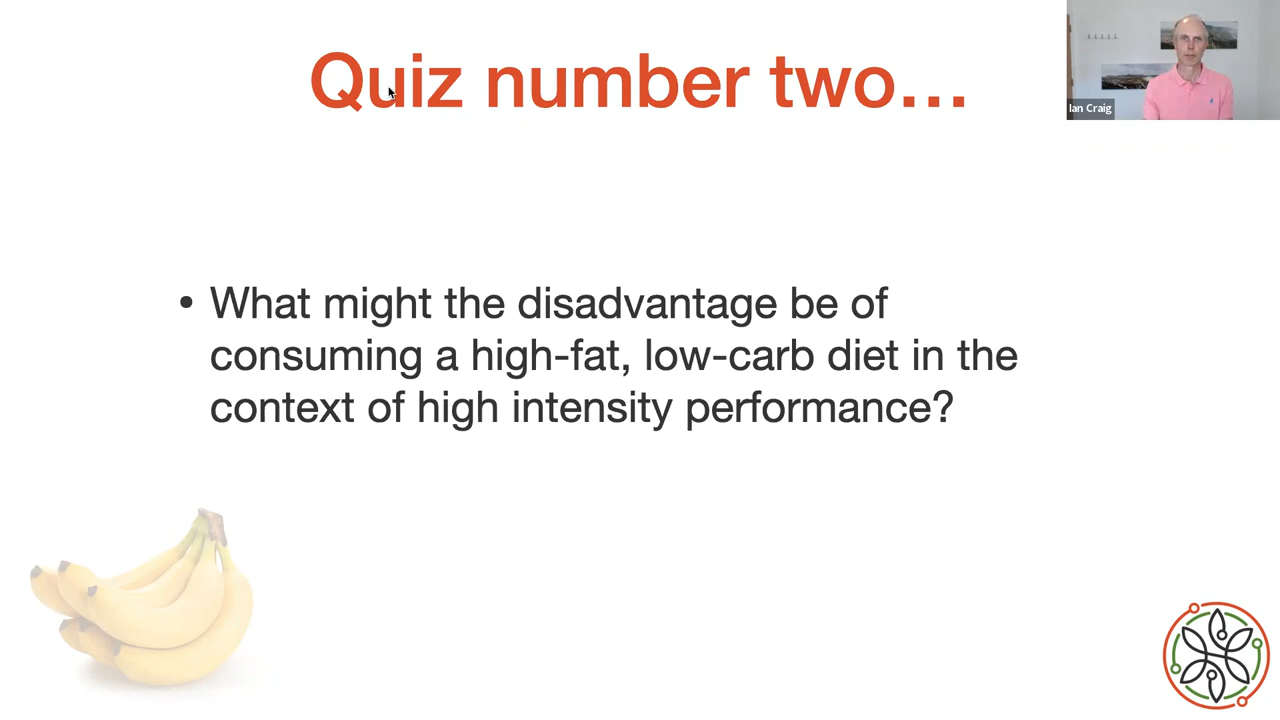 Quiz number two…
Ian Craig
• What might the disadvantage be of
consuming a high-fat, low-carb diet in the
context of high intensity performance?